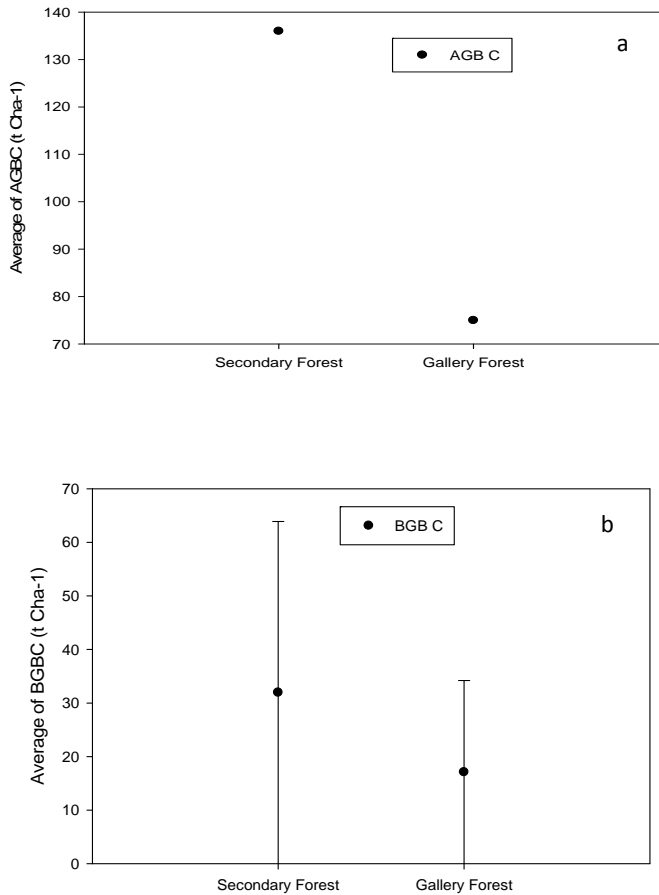 140
a
AGB C
130
120
110
100
90
80
70
Average of AGBC (t Cha-1)
Secondary Forest Gallery Forest
70
BGB C
b
60
50
40
30
20
10
0
Average of BGBC (t Cha-1)
Secondary Forest Gallery Forest